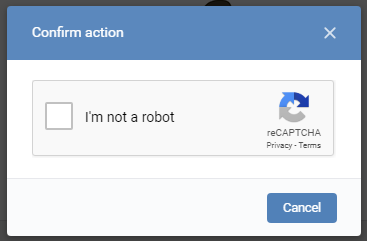 Confirm action
I'm not a robot
reCAPTCHA
Privacy - Terms
Cancel